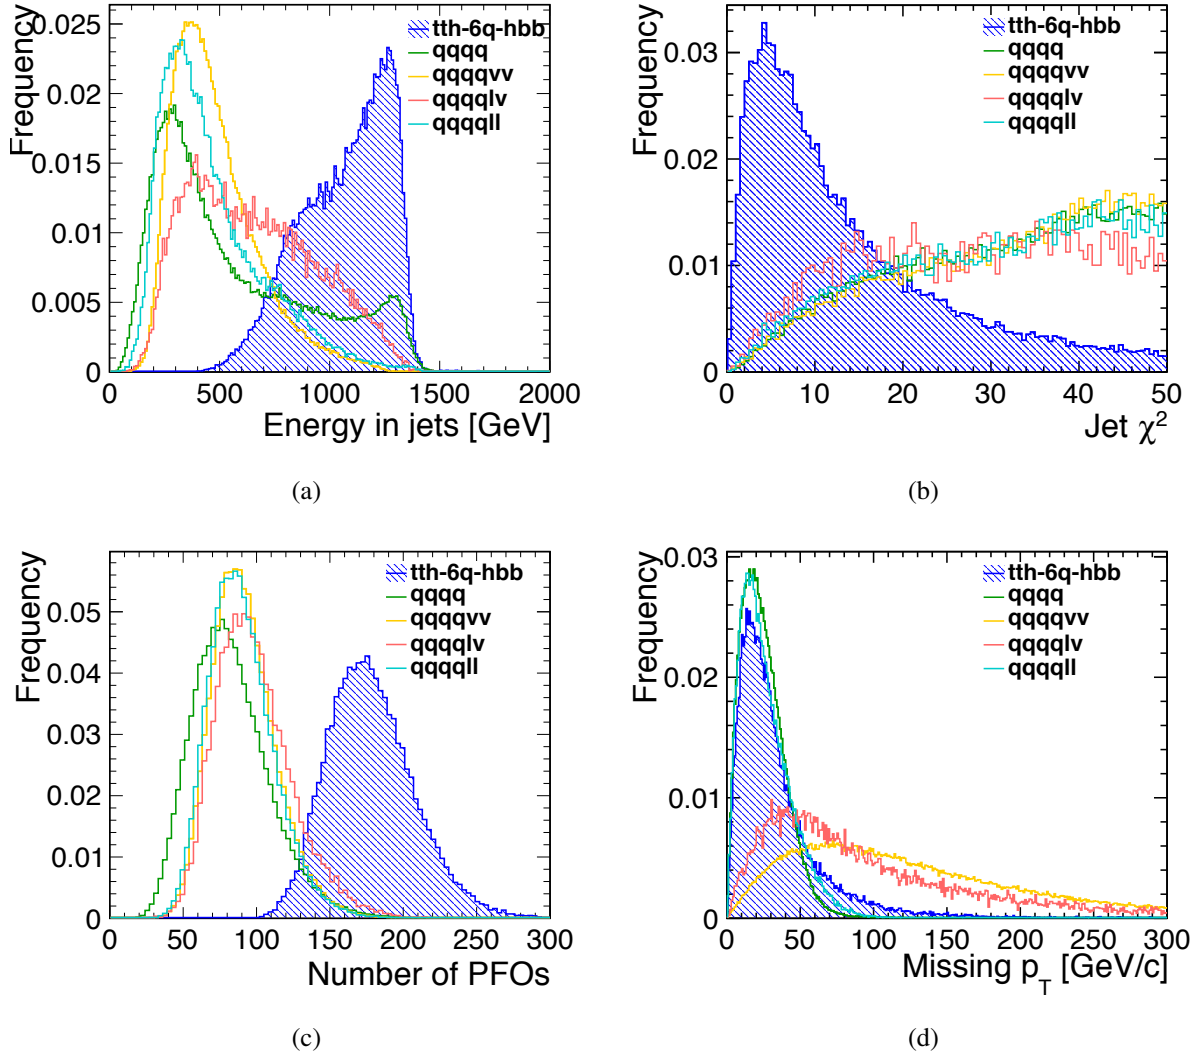 Frequency
0.025
0.02
0.015
0.01
0.005
0
0 500 1000 1500 2000
Energy in jets [GeV]
tth-6q-hbb
qqqq
qqqqvv
qqqqlv
qqqqll
(a)
Frequency
0.03
0.02
0.01
0
0 10 20 30 40 50
Jet χ²
tth-6q-hbb
qqqq
qqqqvv
qqqqlv
qqqqll
(b)
Frequency
0.05
0.04
0.03
0.02
0.01
0
0 50 100 150 200 250 300
Number of PFOs
tth-6q-hbb
qqqq
qqqqvv
qqqqlv
qqqqll
(c)
Frequency
0.03
0.02
0.01
0
0 50 100 150 200 250 300
Missing p_T [GeV/c]
tth-6q-hbb
qqqq
qqqqvv
qqqqlv
qqqqll
(d)